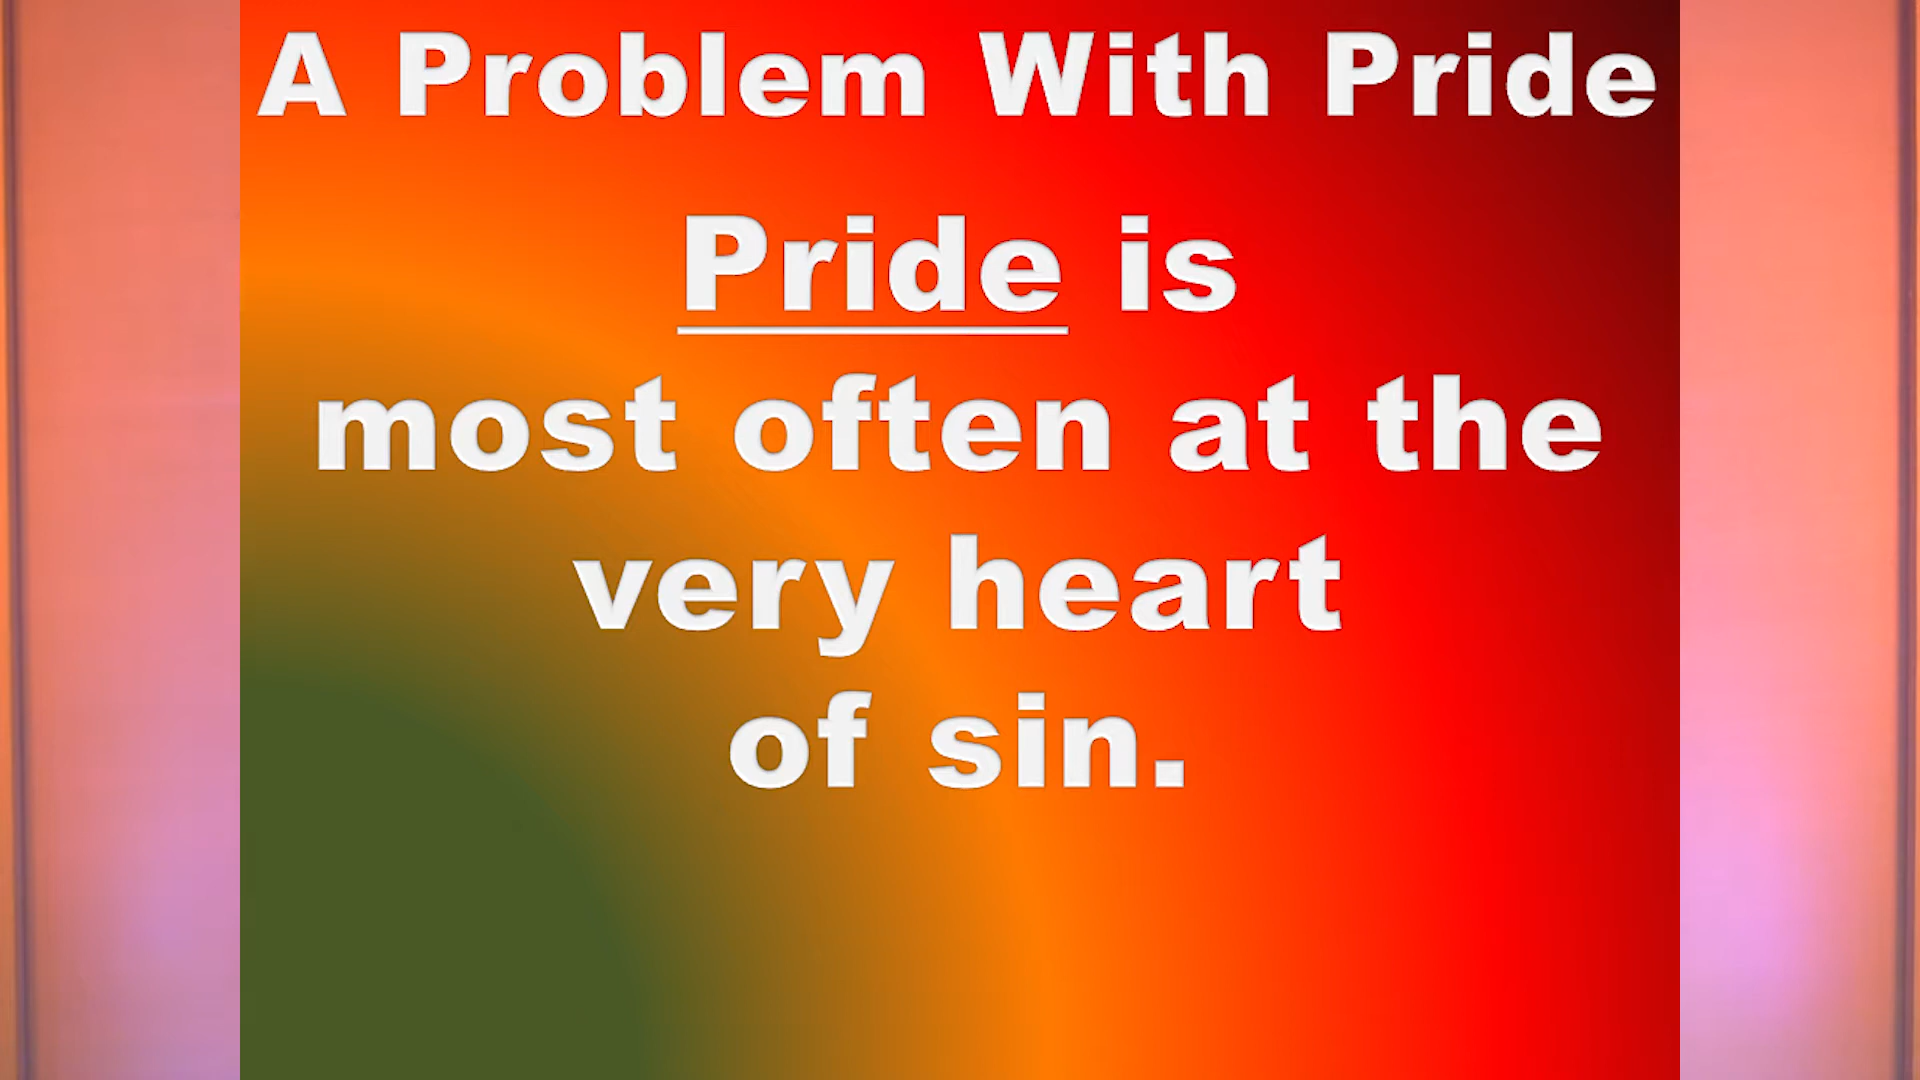 A Problem With Pride
Pride is
most often at the
very heart
of sin.